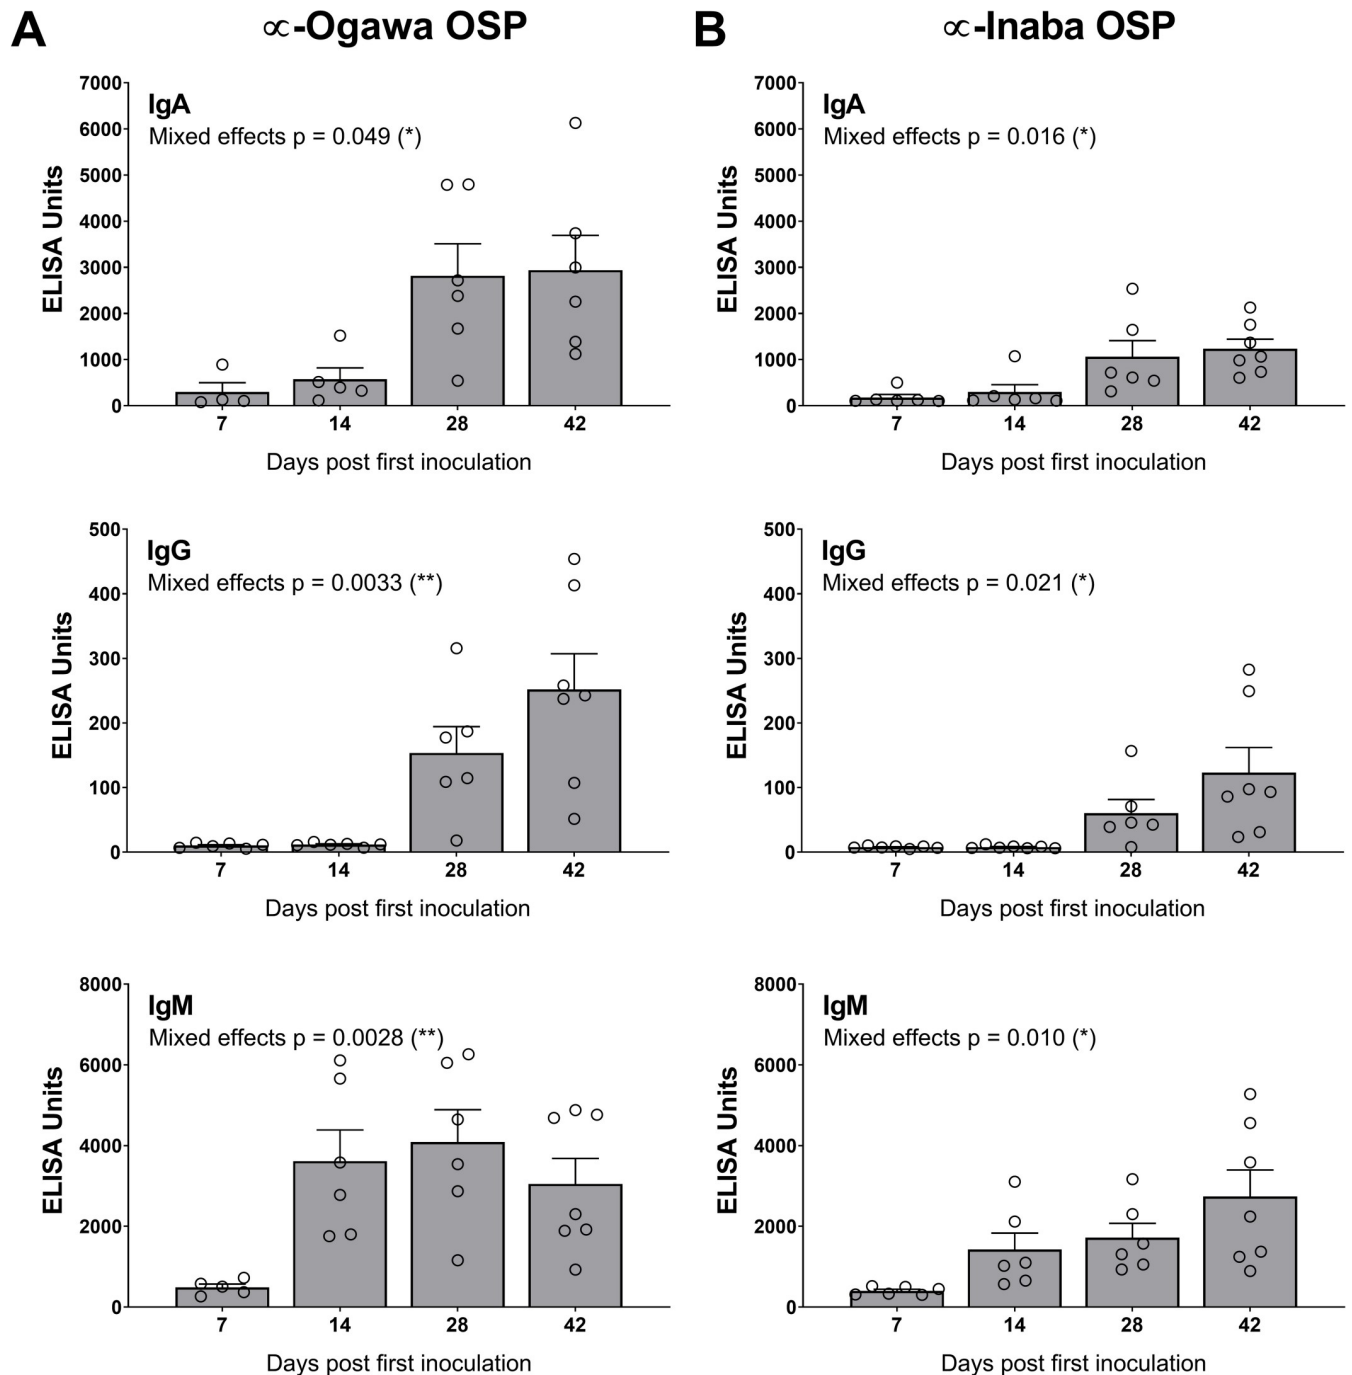 A
∝-Ogawa OSP
IgA
Mixed effects p = 0.049 (*)
ELISA Units
7000
6000
5000
4000
3000
2000
1000
0
7 14 28 42
Days post first inoculation
IgG
Mixed effects p = 0.0033 (**)
ELISA Units
500
400
300
200
100
0
7 14 28 42
Days post first inoculation
IgM
Mixed effects p = 0.0028 (**)
ELISA Units
8000
6000
4000
2000
0
7 14 28 42
Days post first inoculation
B
∝-Inaba OSP
IgA
Mixed effects p = 0.016 (*)
ELISA Units
7000
6000
5000
4000
3000
2000
1000
0
7 14 28 42
Days post first inoculation
IgG
Mixed effects p = 0.021 (*)
ELISA Units
500
400
300
200
100
0
7 14 28 42
Days post first inoculation
IgM
Mixed effects p = 0.010 (*)
ELISA Units
8000
6000
4000
2000
0
7 14 28 42
Days post first inoculation